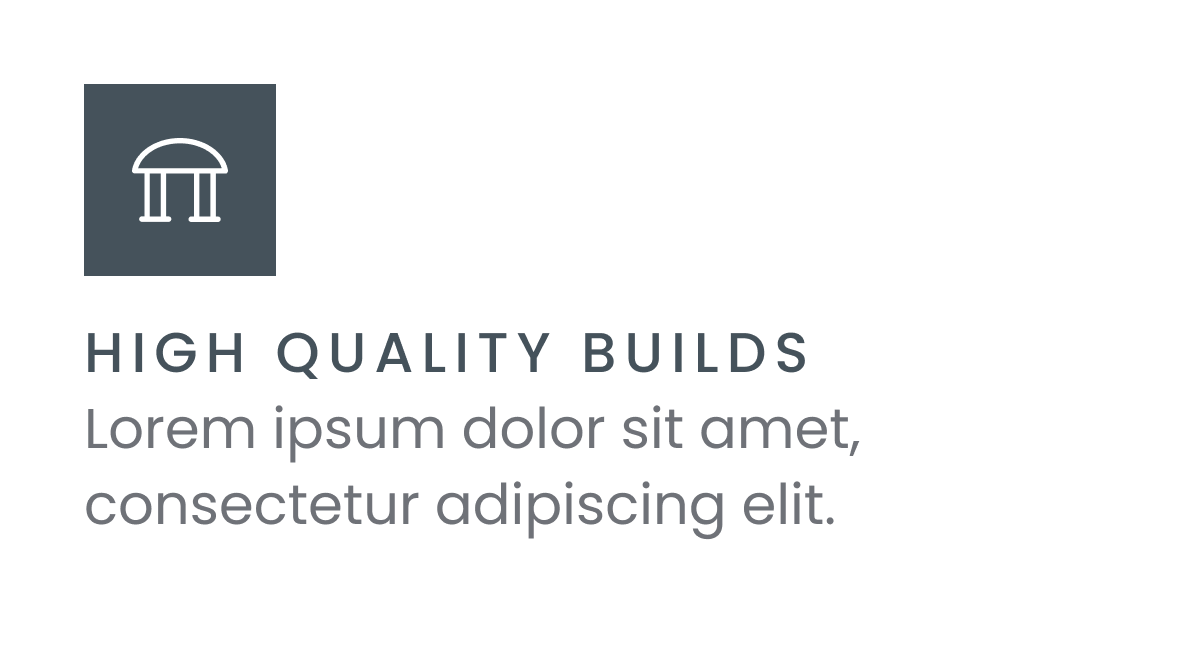 HIGH QUALITY BUILDS
Lorem ipsum dolor sit amet,
consectetur adipiscing elit.